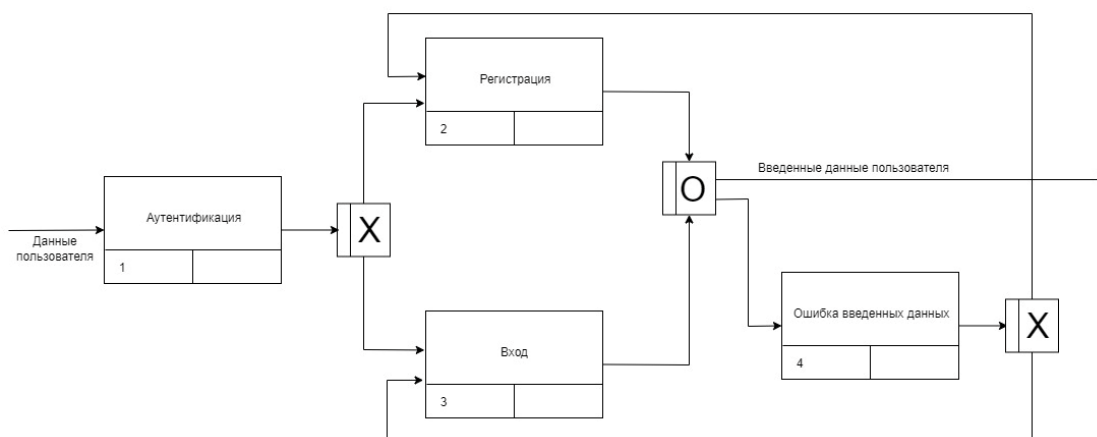 Регистрация
2
Введенные данные пользователя
O
Аутентификация
X
Данные
пользователя
1
Ошибка введенных данных
X
Вход
4
3